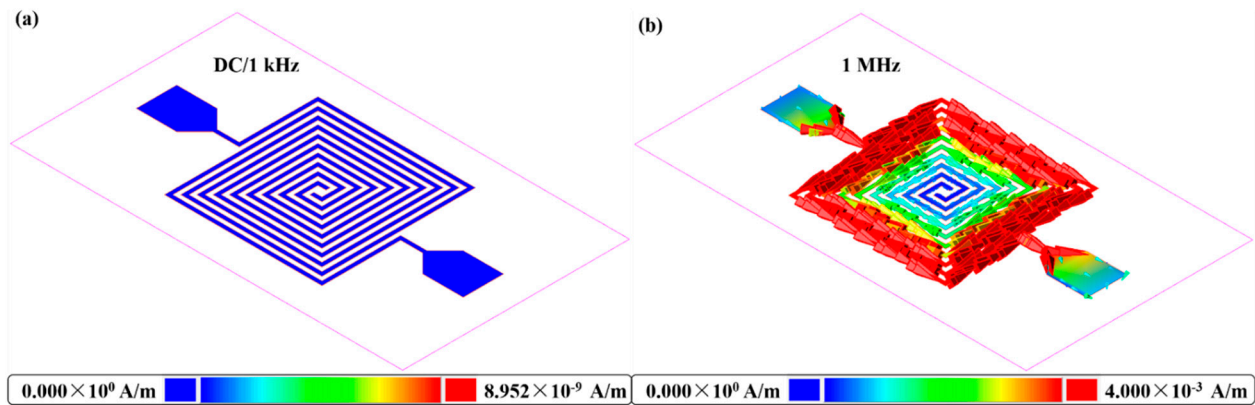 (a)
DC/1 kHz
0.000×10⁰ A/m
8.952×10⁻⁹ A/m
(b)
1 MHz
0.000×10⁰ A/m
4.000×10⁻³ A/m